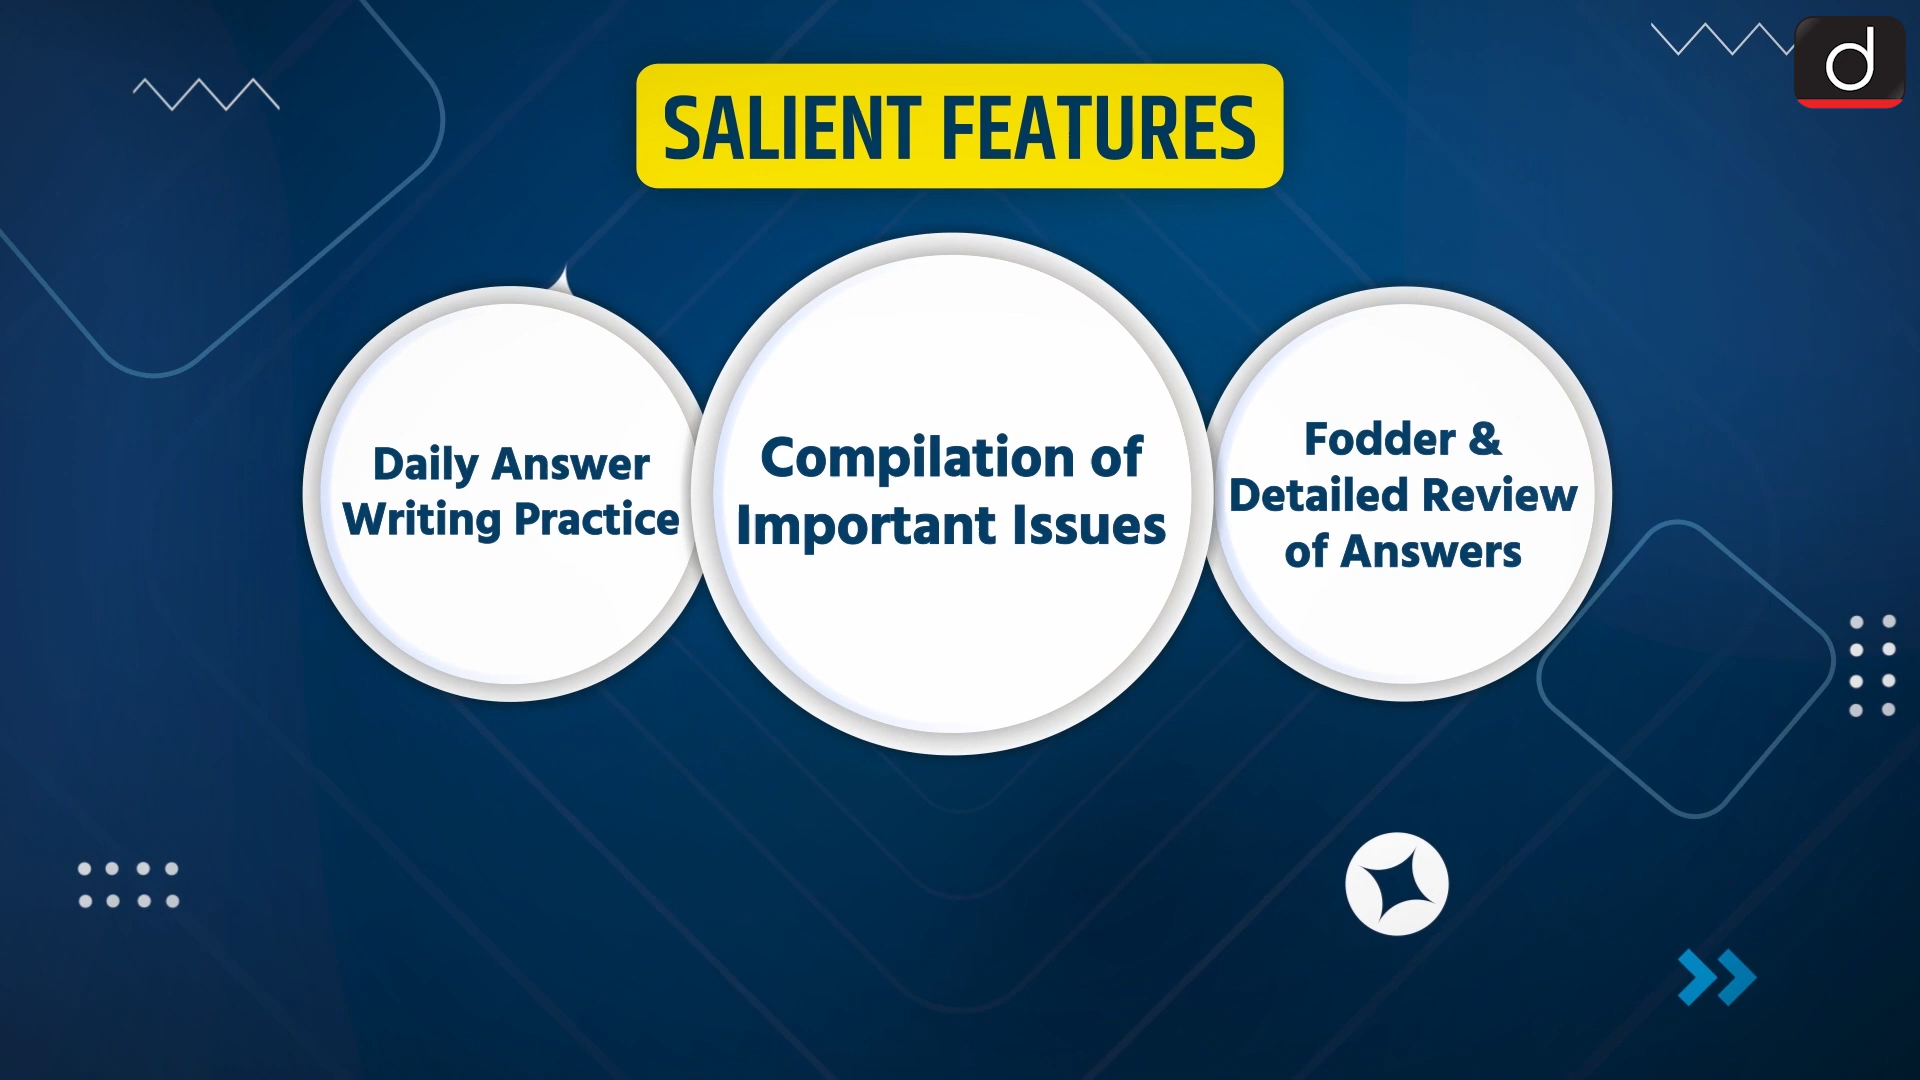 SALIENT FEATURES
d
Daily Answer
Writing Practice
Compilation of
Important Issues
Fodder &
Detailed Review
of Answers